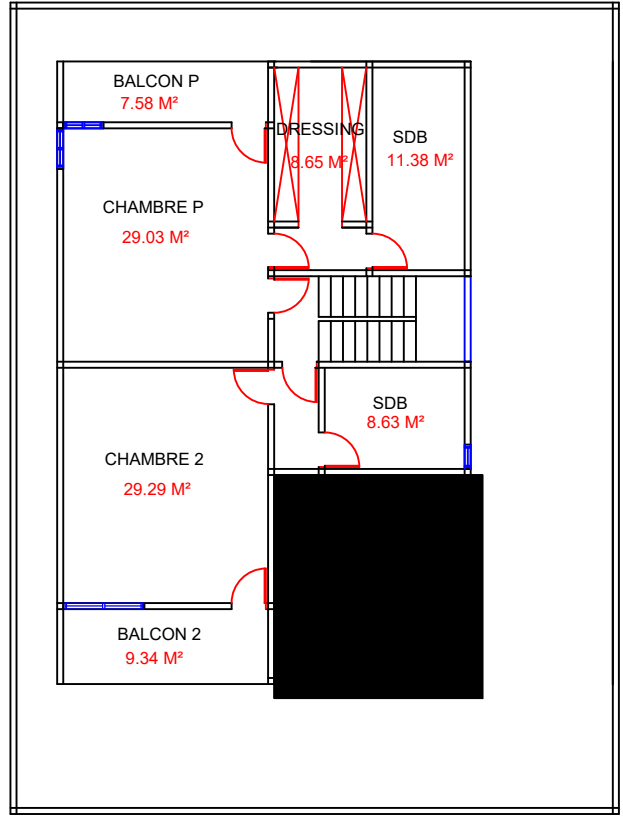 BALCON P
7.58 M²
DRESSING
8.65 M²
SDB
11.38 M²
CHAMBRE P
29.03 M²
SDB
8.63 M²
CHAMBRE 2
29.29 M²
BALCON 2
9.34 M²